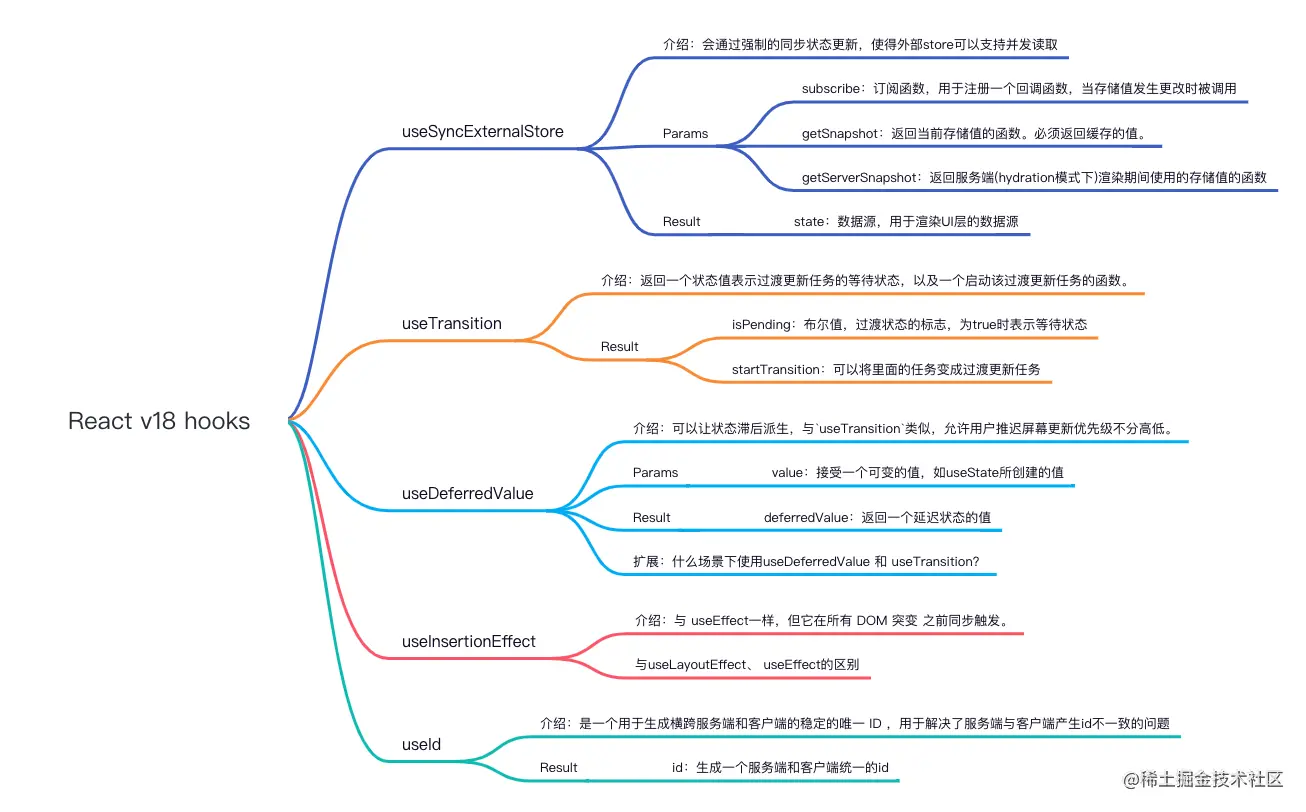 React v18 hooks
useSyncExternalStore
介绍：会通过强制的同步状态更新，使得外部store可以支持并发读取
Params
subscribe：订阅函数，用于注册一个回调函数，当存储值发生更改时被调用
getSnapshot：返回当前存储值的函数。必须返回缓存的值。
getServerSnapshot：返回服务端(hydration模式下)渲染期间使用的存储值的函数
Result
state：数据源，用于渲染UI层的数据源
useTransition
介绍：返回一个状态值表示过渡更新任务的等待状态，以及一个启动该过渡更新任务的函数。
Result
isPending：布尔值，过渡状态的标志，为true时表示等待状态
startTransition：可以将里面的任务变成过渡更新任务
useDeferredValue
介绍：可以让状态滞后派生，与`useTransition`类似，允许用户推迟屏幕更新优先级不分高低。
Params
value：接受一个可变的值，如useState所创建的值
Result
deferredValue：返回一个延迟状态的值
扩展：什么场景下使用useDeferredValue 和 useTransition?
useInsertionEffect
介绍：与 useEffect一样，但它在所有 DOM 突变 之前同步触发。
与useLayoutEffect、 useEffect的区别
useId
介绍：是一个用于生成横跨服务端和客户端的稳定的唯一 ID ，用于解决了服务端与客户端产生id不一致的问题
Result
id：生成一个服务端和客户端统一的id
@稀土掘金技术社区